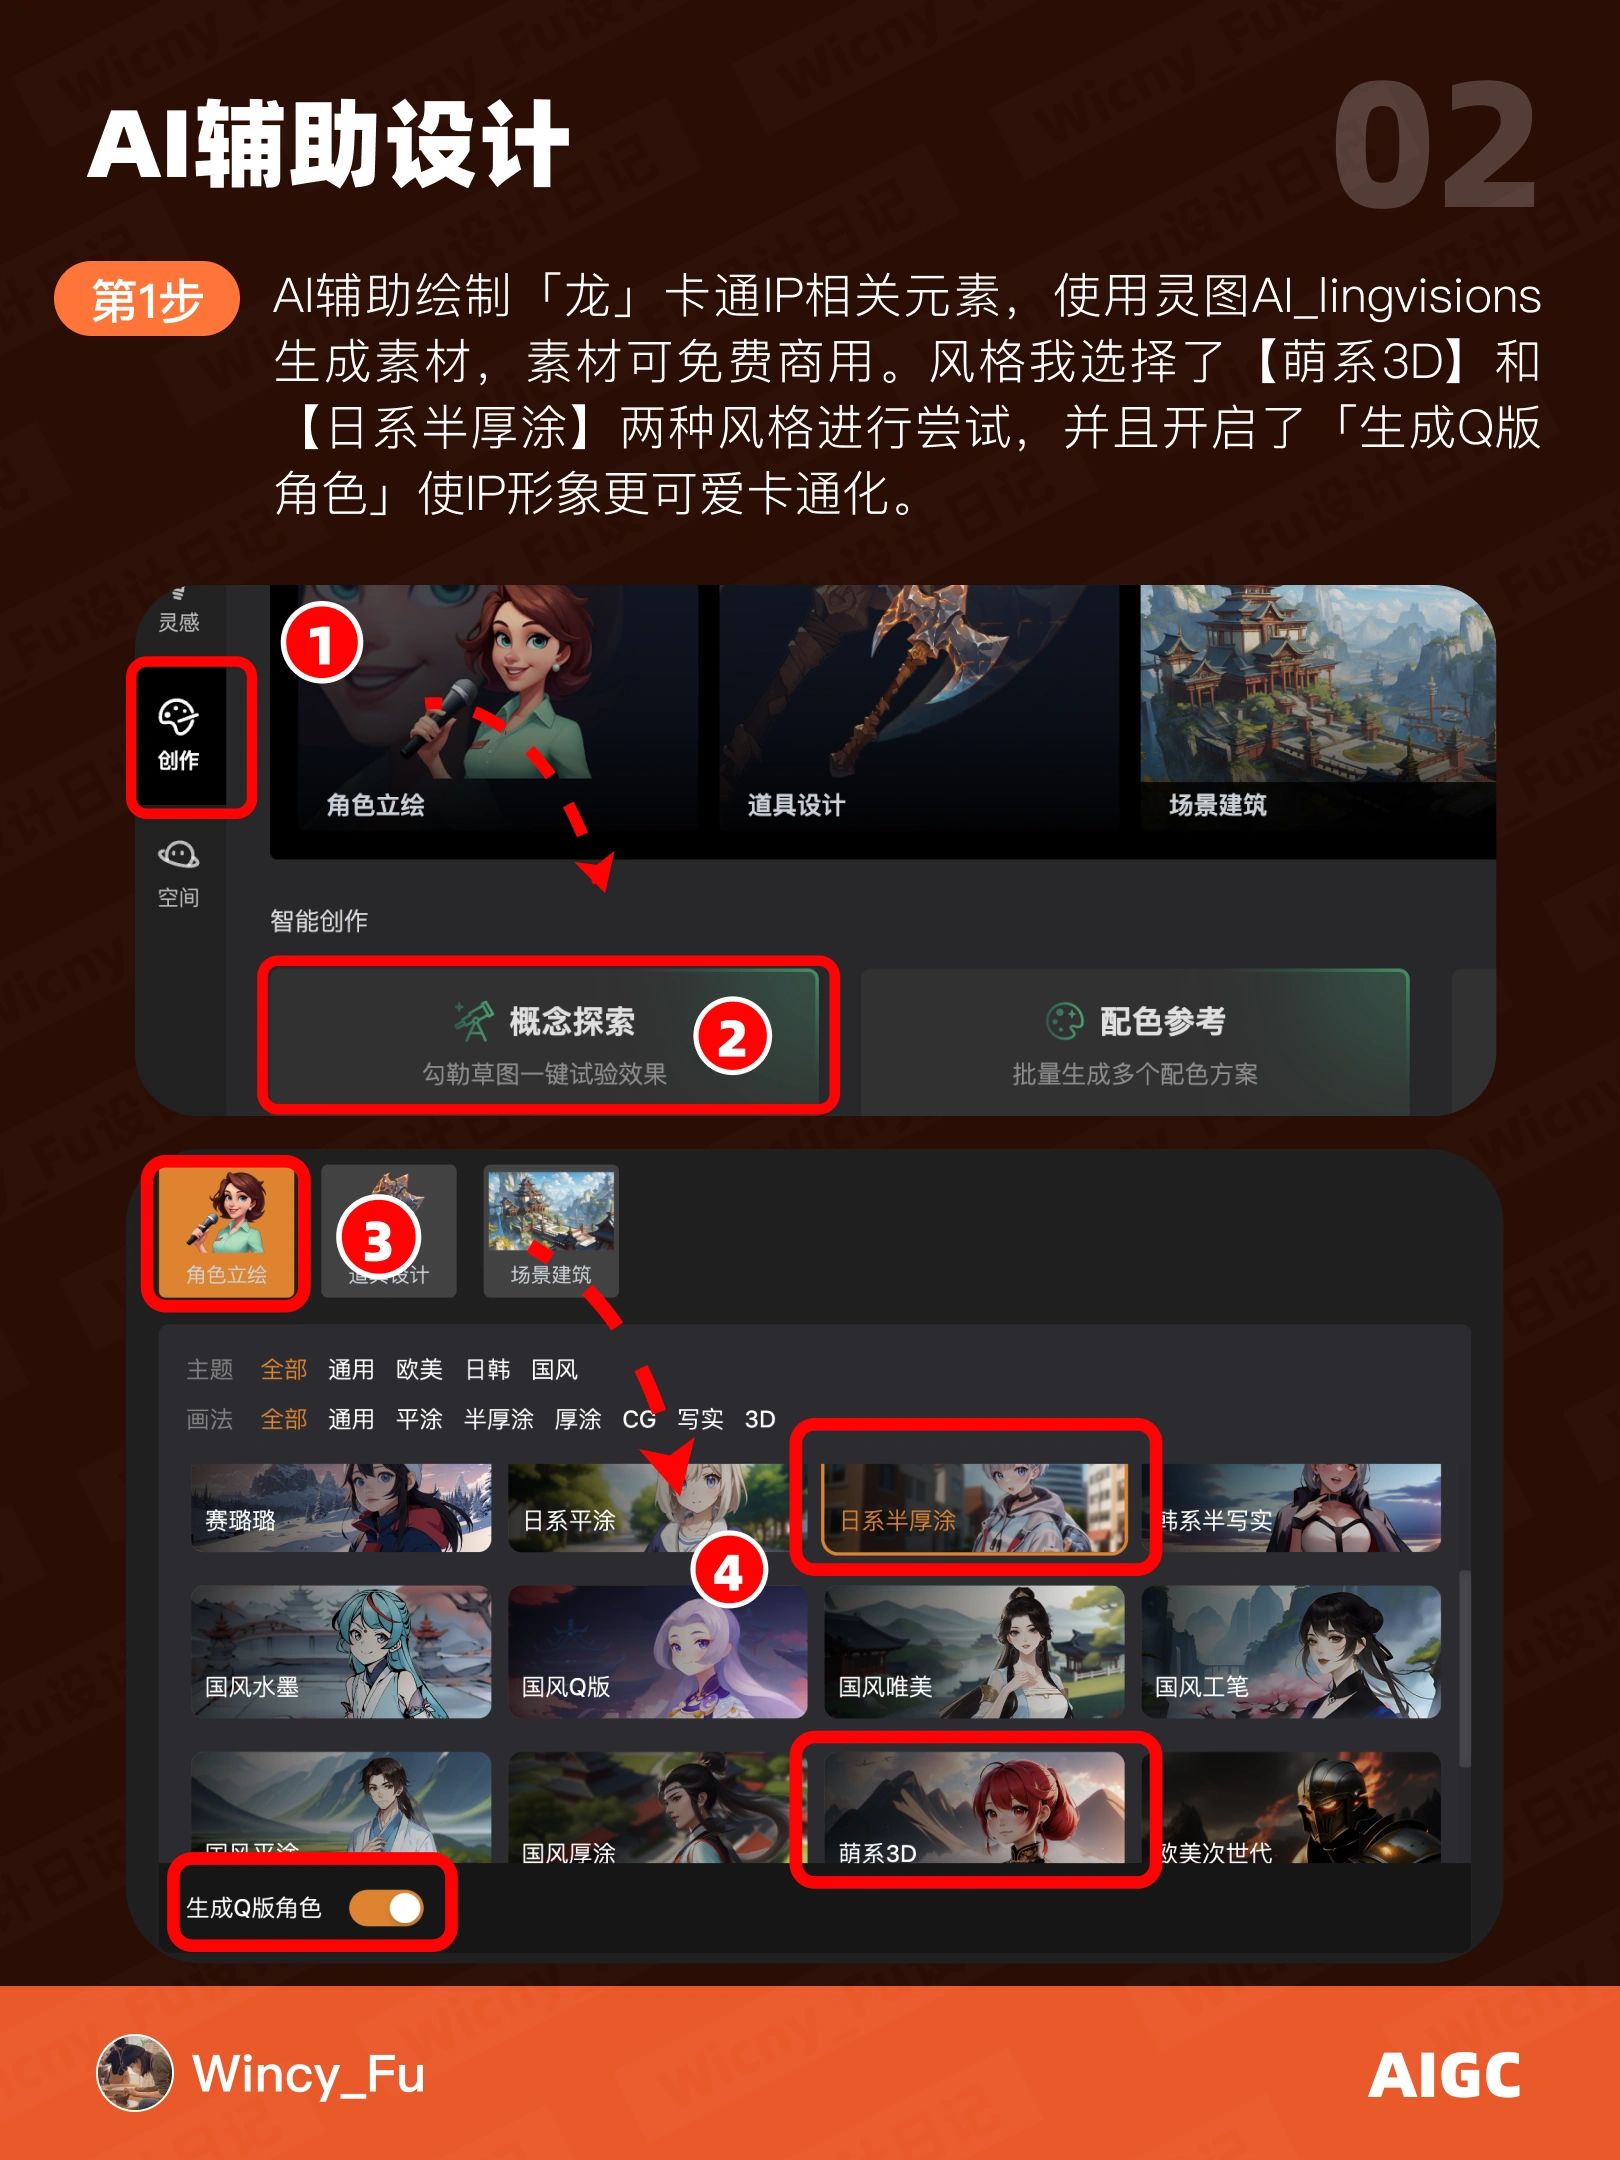 AI辅助设计
02
第1步
AI辅助绘制「龙」卡通IP相关元素，使用灵图AI_lingvisions
生成素材，素材可免费商用。风格我选择了【萌系3D】和
【日系半厚涂】两种风格进行尝试，并且开启了「生成Q版
角色」使IP形象更可爱卡通化。
灵感
1
创作
角色立绘
道具设计
场景建筑
空间
智能创作
概念探索
2
配色参考
勾勒草图一键试验效果
批量生成多个配色方案
3
角色立绘
道具设计
场景建筑
主题 全部 通用 欧美 日韩 国风
画法 全部 通用 平涂 半厚涂 厚涂 CG 写实 3D
赛璐璐
日系平涂
日系半厚涂
韩系半写实
4
国风水墨
国风Q版
国风唯美
国风工笔
国风平涂
国风厚涂
萌系3D
欧美次世代
生成Q版角色
Wincy_Fu
AIGC
Wicny_Fu设计日记